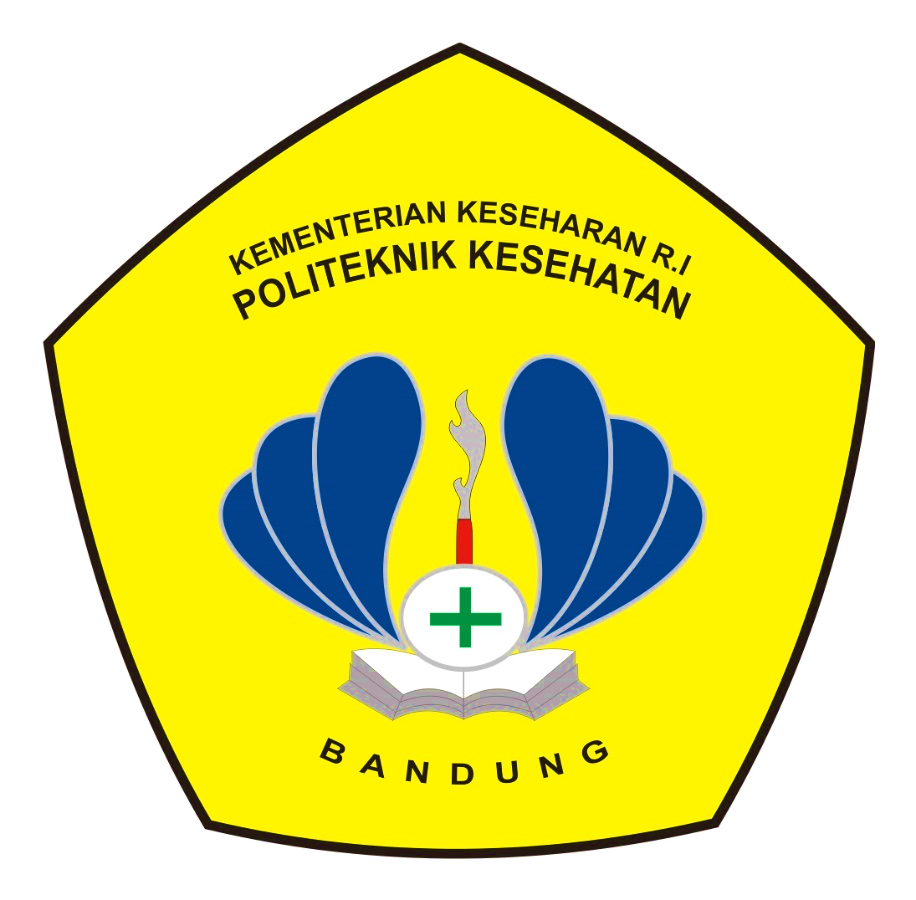 KEMENTERIAN KESEHARAN R.I
POLITEKNIK KESEHATAN
BANDUNG